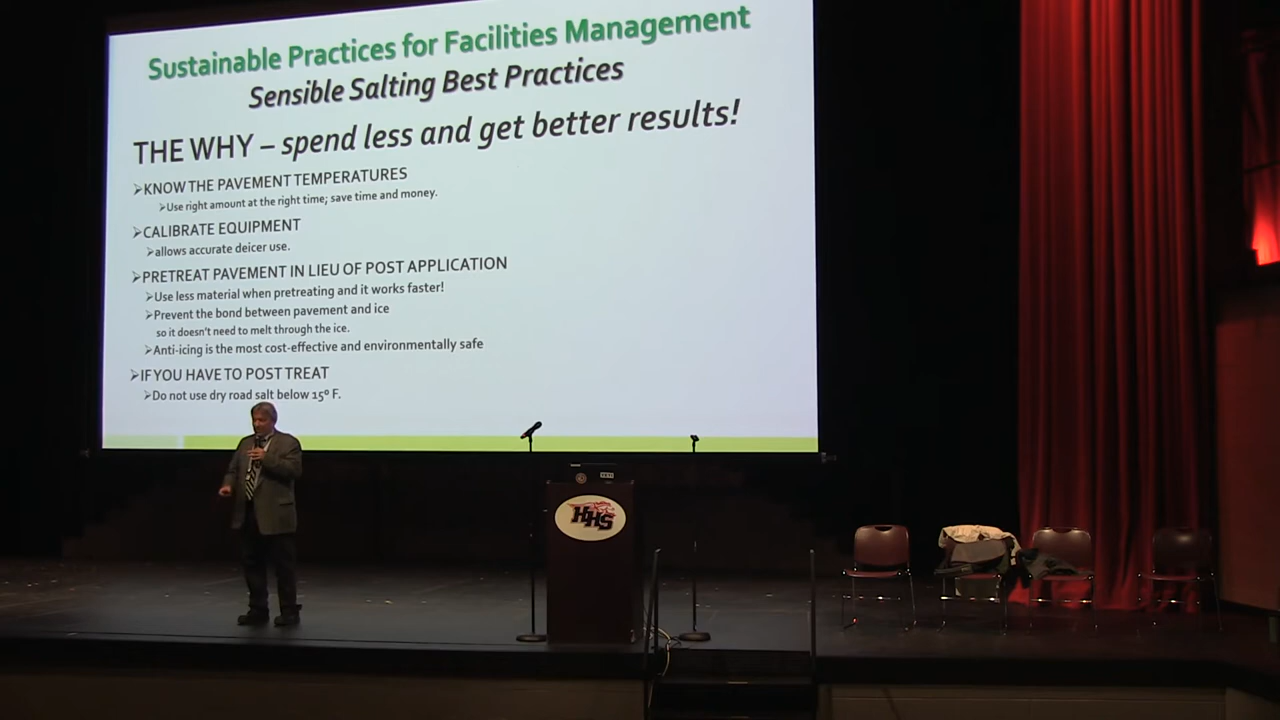 Sustainable Practices for Facilities Management
Sensible Salting Best Practices
THE WHY – spend less and get better results!
➢KNOW THE PAVEMENT TEMPERATURES
➢Use right amount at the right time; save time and money.
➢CALIBRATE EQUIPMENT
➢allows accurate deicer use.
➢PRETREAT PAVEMENT IN LIEU OF POST APPLICATION
➢Use less material when pretreating and it works faster!
➢Prevent the bond between pavement and ice
so it doesn't need to melt through the ice.
➢Anti-icing is the most cost-effective and environmentally safe
➢IF YOU HAVE TO POST TREAT
➢Do not use dry road salt below 15º F.
HHS